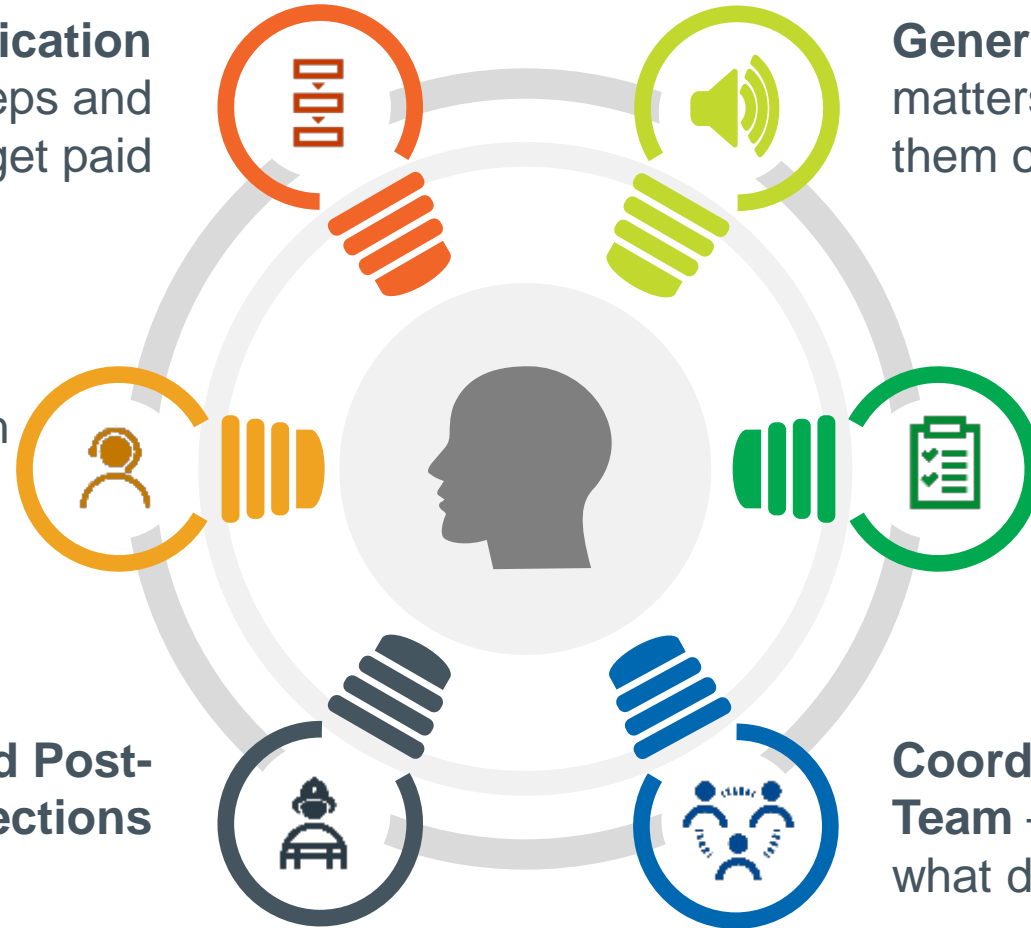 ication
eps and
get paid
Gener
matters
them o
n
d Post-
ections
Coord
Team -
what d